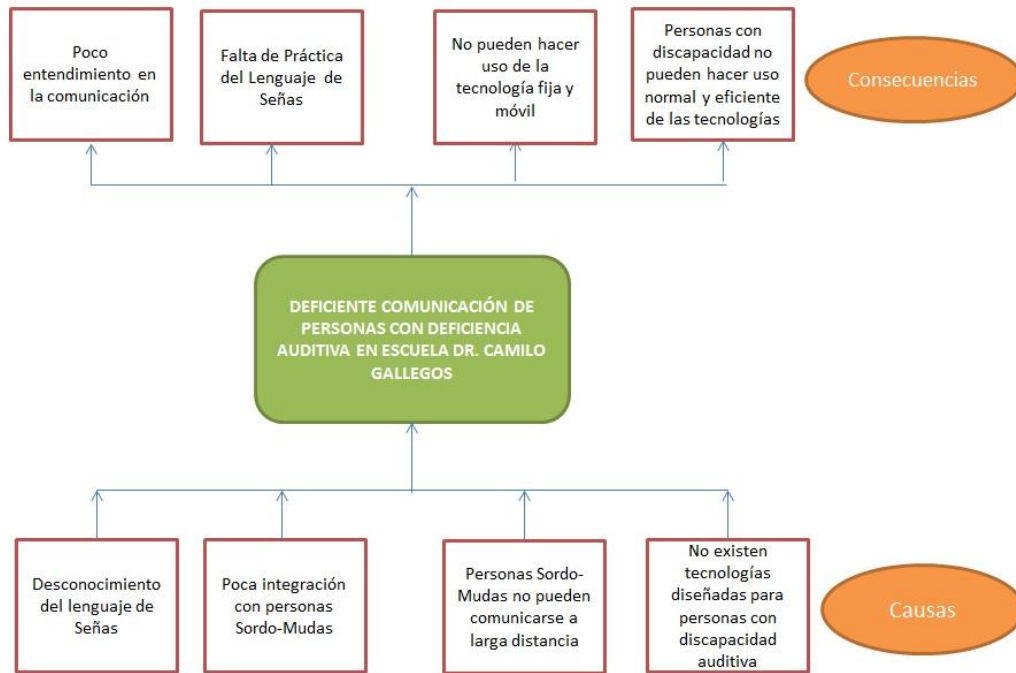 Poco
entendimiento en
la comunicación
Falta de Práctica
del Lenguaje de
Señas
No pueden hacer
uso de la
tecnología fija y
móvil
Personas con
discapacidad no
pueden hacer uso
normal y eficiente
de las tecnologías
Consecuencias
DEFICIENTE COMUNICACIÓN DE
PERSONAS CON DEFICIENCIA
AUDITIVA EN ESCUELA DR. CAMILO
GALLEGOS
Desconocimiento
del lenguaje de
Señas
Poca integración
con personas
Sordo-Mudas
Personas Sordo-
Mudas no pueden
comunicarse a
larga distancia
No existen
tecnologías
diseñadas para
personas con
discapacidad
auditiva
Causas